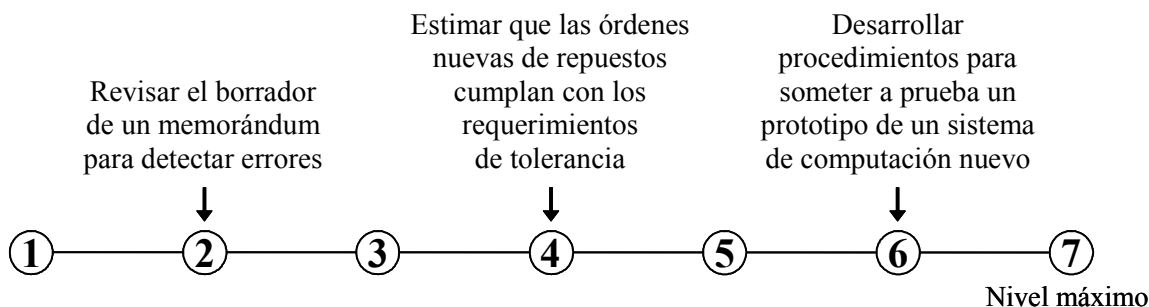 Revisar el borrador
de un memorándum
para detectar errores
Estimar que las órdenes
nuevas de repuestos
cumplan con los
requerimientos
de tolerancia
Desarrollar
procedimientos para
someter a prueba un
prototipo de un sistema
de computación nuevo
1 2 3 4 5 6 7
Nivel máximo